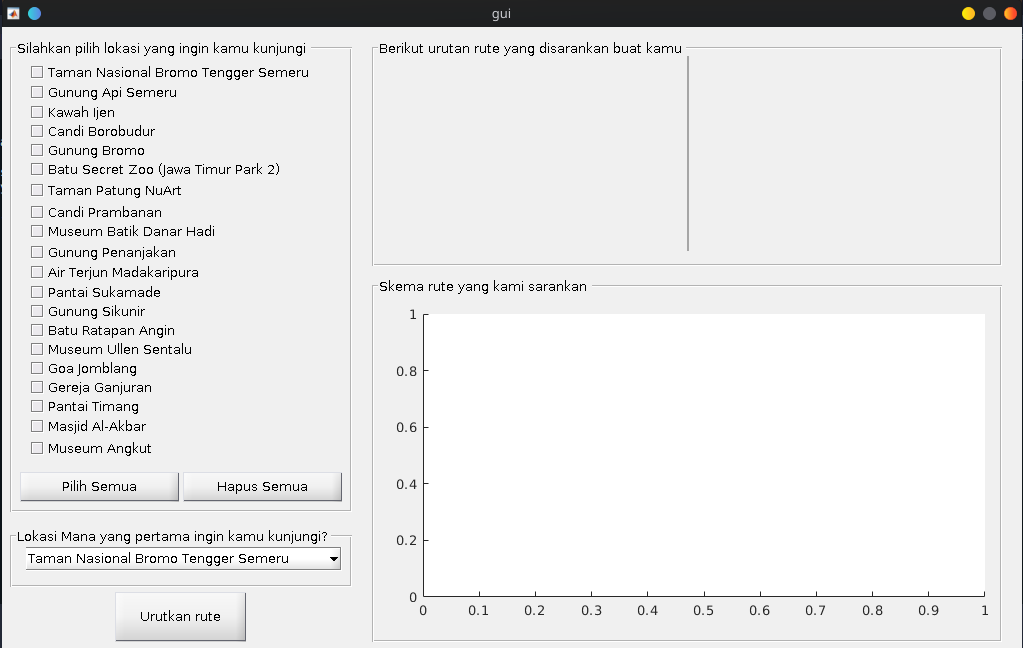 gui
Silahkan pilih lokasi yang ingin kamu kunjungi
Taman Nasional Bromo Tengger Semeru
Gunung Api Semeru
Kawah Ijen
Candi Borobudur
Gunung Bromo
Batu Secret Zoo (Jawa Timur Park 2)
Taman Patung NuArt
Candi Prambanan
Museum Batik Danar Hadi
Gunung Penanjakan
Air Terjun Madakaripura
Pantai Sukamade
Gunung Sikunir
Batu Ratapan Angin
Museum Ullen Sentalu
Goa Jomblang
Gereja Ganjuran
Pantai Timang
Masjid Al-Akbar
Museum Angkut
Pilih Semua
Hapus Semua
Lokasi Mana yang pertama ingin kamu kunjungi?
Taman Nasional Bromo Tengger Semeru
Urutkan rute
Berikut urutan rute yang disarankan buat kamu
Skema rute yang kami sarankan
1
0.8
0.6
0.4
0.2
0
0 0.1 0.2 0.3 0.4 0.5 0.6 0.7 0.8 0.9 1